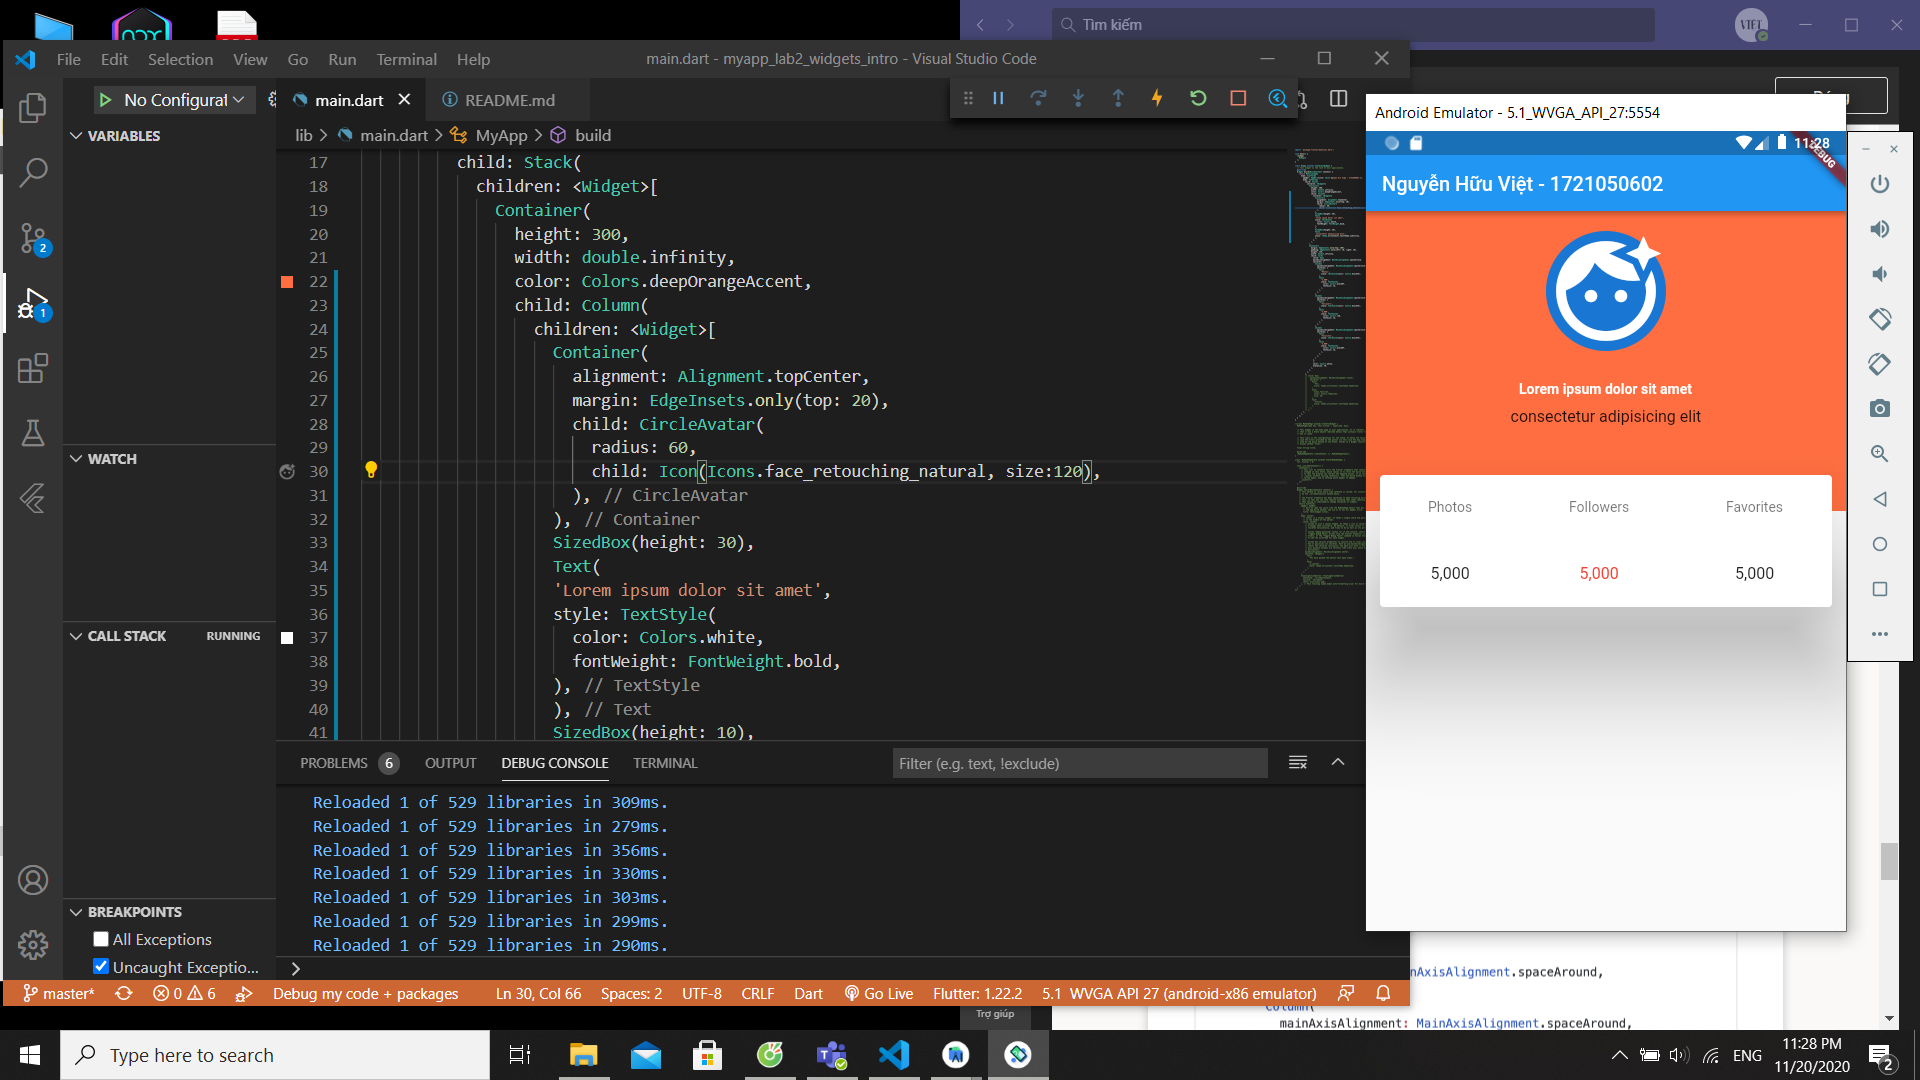 Tìm kiếm
VIỆT
File Edit Selection View Go Run Terminal Help
main.dart - myapp_lab2_widgets_intro - Visual Studio Code
No Configurat
main.dart
README.md
lib > main.dart > MyApp > build
VARIABLES
17 child: Stack(
18 children: <Widget>[
19 Container(
20 height: 300,
21 width: double.infinity,
22 color: Colors.deepOrangeAccent,
23 child: Column(
24 children: <Widget>[
25 Container(
26 alignment: Alignment.topCenter,
27 margin: EdgeInsets.only(top: 20),
28 child: CircleAvatar(
29 radius: 60,
30 child: Icon(Icons.face_retouching_natural, size:120),
31 ), // CircleAvatar
32 ), // Container
33 SizedBox(height: 30),
34 Text(
35 'Lorem ipsum dolor sit amet',
36 style: TextStyle(
37 color: Colors.white,
38 fontWeight: FontWeight.bold,
39 ), // TextStyle
40 ), // Text
41 SizedBox(height: 10),
2
1
WATCH
CALL STACK RUNNING
BREAKPOINTS
All Exceptions
Uncaught Exceptio...
PROBLEMS 6 OUTPUT DEBUG CONSOLE TERMINAL
Filter (e.g. text, !exclude)
Reloaded 1 of 529 libraries in 309ms.
Reloaded 1 of 529 libraries in 279ms.
Reloaded 1 of 529 libraries in 356ms.
Reloaded 1 of 529 libraries in 330ms.
Reloaded 1 of 529 libraries in 303ms.
Reloaded 1 of 529 libraries in 299ms.
Reloaded 1 of 529 libraries in 290ms.
master* 0 6 Debug my code + packages Ln 30, Col 66 Spaces: 2 UTF-8 CRLF Dart Go Live Flutter: 1.22.2 5.1 WVGA API 27 (android-x86 emulator)
Android Emulator - 5.1_WVGA_API_27:5554
11:28
Nguyễn Hữu Việt - 1721050602
Lorem ipsum dolor sit amet
consectetur adipisicing elit
Photos Followers Favorites
5,000 5,000 5,000
nAxisAlignment.spaceAround,
Column(
mainAxisAlignment: MainAxisAlignment.spaceAround,
Trợ giúp
Type here to search
ENG
11:28 PM
11/20/2020
2